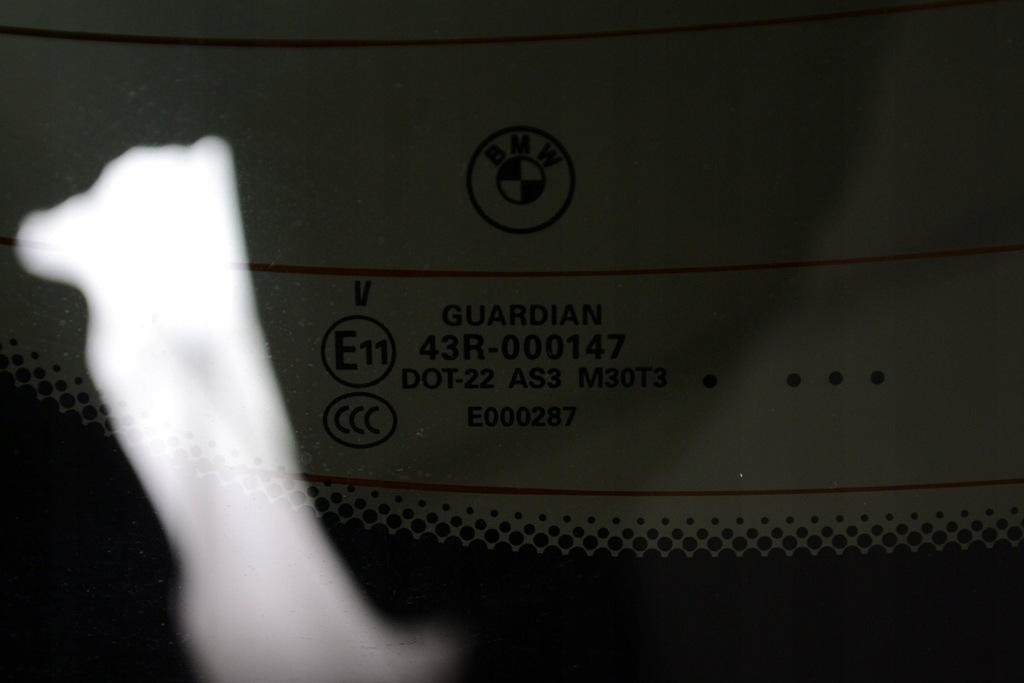 BMW
V
GUARDIAN
E11 43R-000147
DOT-22 AS3 M30T3
CCC E000287